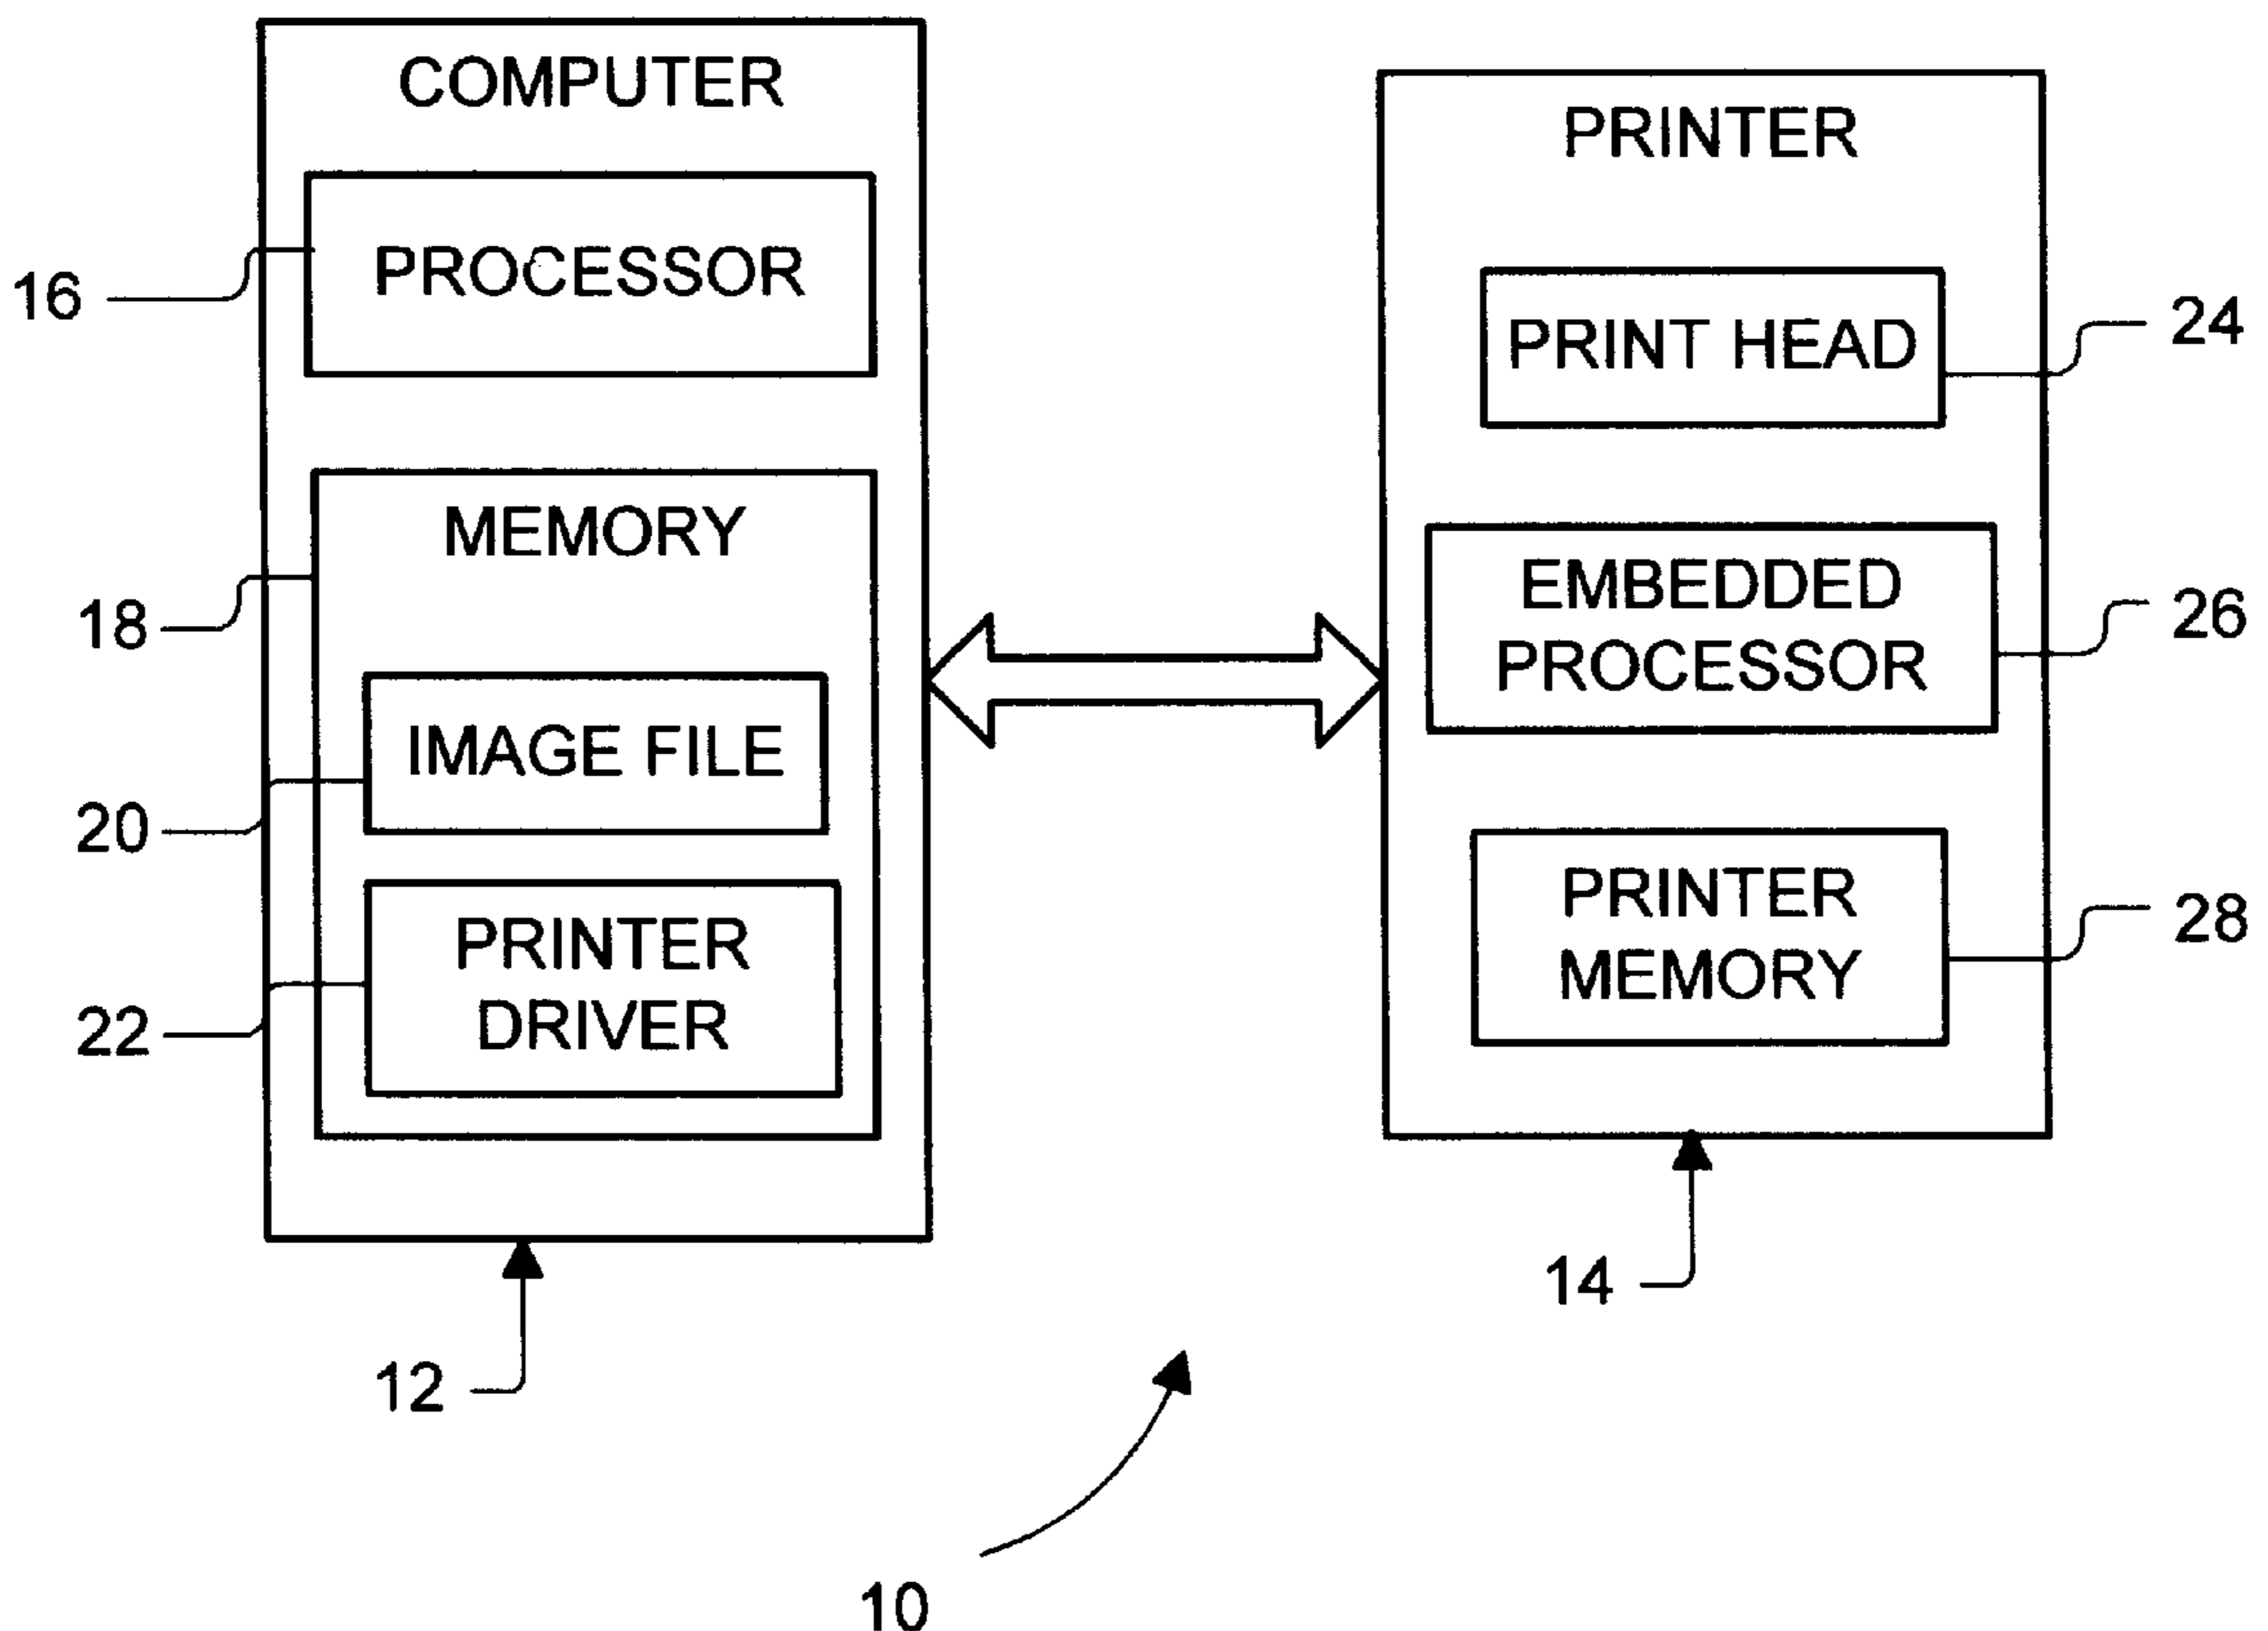 COMPUTER
PROCESSOR
16
MEMORY
18
IMAGE FILE
20
PRINTER
DRIVER
22
12
PRINTER
PRINT HEAD
24
EMBEDDED
PROCESSOR
26
PRINTER
MEMORY
28
14
10